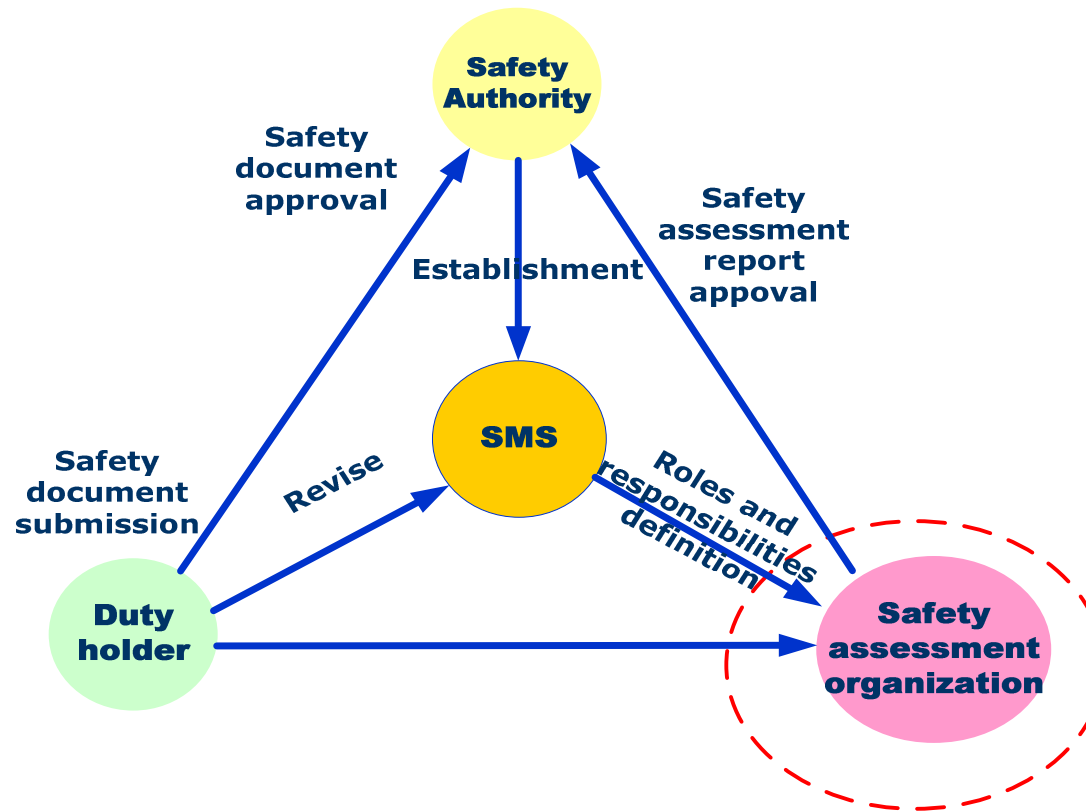 Safety
Authority
Safety
document
approval
Safety
assessment
report
appoval
Establishment
SMS
Revise
Roles and
responsibilities
definition
Safety
document
submission
Duty
holder
Safety
assessment
organization